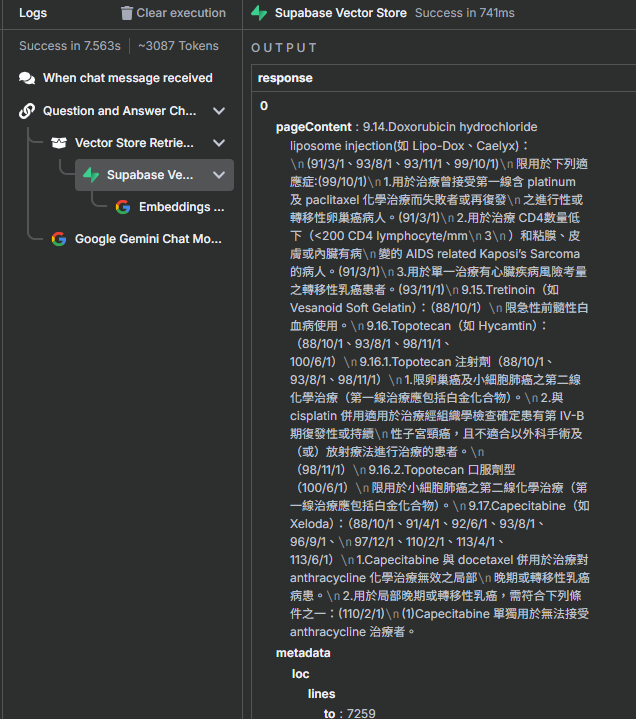 Logs
Clear execution
Success in 7.563s
~3087 Tokens
When chat message received
Question and Answer Ch...
Vector Store Retrie...
Supabase Ve...
Embeddings ...
Google Gemini Chat Mo...
Supabase Vector Store
Success in 741ms
OUTPUT
response
0
pageContent : 9.14.Doxorubicin hydrochloride
liposome injection(如 Lipo-Dox、Caelyx)：
\n (91/3/1、93/8/1、93/11/1、99/10/1)\n 限用於下列適
應症:(99/10/1)\n 1.用於治療曾接受第一線含 platinum
及 paclitaxel 化學治療而失敗者或再復發\n 之進行性或
轉移性卵巢癌病人。(91/3/1)\n 2.用於治療 CD4數量低
下（<200 CD4 lymphocyte/mm\n 3\n ）和粘膜、皮
膚或內臟有病\n 變的 AIDS related Kaposi’s Sarcoma
的病人。(91/3/1)\n 3.用於單一治療有心臟疾病風險考量
之轉移性乳癌患者。(93/11/1)\n 9.15.Tretinoin（如
Vesanoid Soft Gelatin)：（88/10/1）\n 限急性前髓性白
血病使用。\n 9.16.Topotecan（如 Hycamtin)：
（88/10/1、93/8/1、98/11/1、
100/6/1）\n 9.16.1.Topotecan 注射劑（88/10/1、
93/8/1、98/11/1）\n 1.限卵巢癌及小細胞肺癌之第二線
化學治療（第一線治療應包括白金化合物）。\n 2.與
cisplatin 併用適用於治療經組織學檢查確定患有第 IV-B
期復發性或持續\n 性子宮頸癌，且不適合以外科手術及
（或）放射療法進行治療的患者。\n
（98/11/1）\n 9.16.2.Topotecan 口服劑型
（100/6/1）\n 限用於小細胞肺癌之第二線化學治療（第
一線治療應包括白金化合物）。\n 9.17.Capecitabine（如
Xeloda)：（88/10/1、91/4/1、92/6/1、93/8/1、
96/9/1、\n 97/12/1、110/2/1、113/4/1、
113/6/1）\n 1.Capecitabine 與 docetaxel 併用於治療對
anthracycline 化學治療無效之局部\n 晚期或轉移性乳癌
病患。\n 2.用於局部晚期或轉移性乳癌，需符合下列條
件之一：(110/2/1)\n (1)Capecitabine 單獨用於無法接受
anthracycline 治療者。
metadata
loc
lines
to : 7259